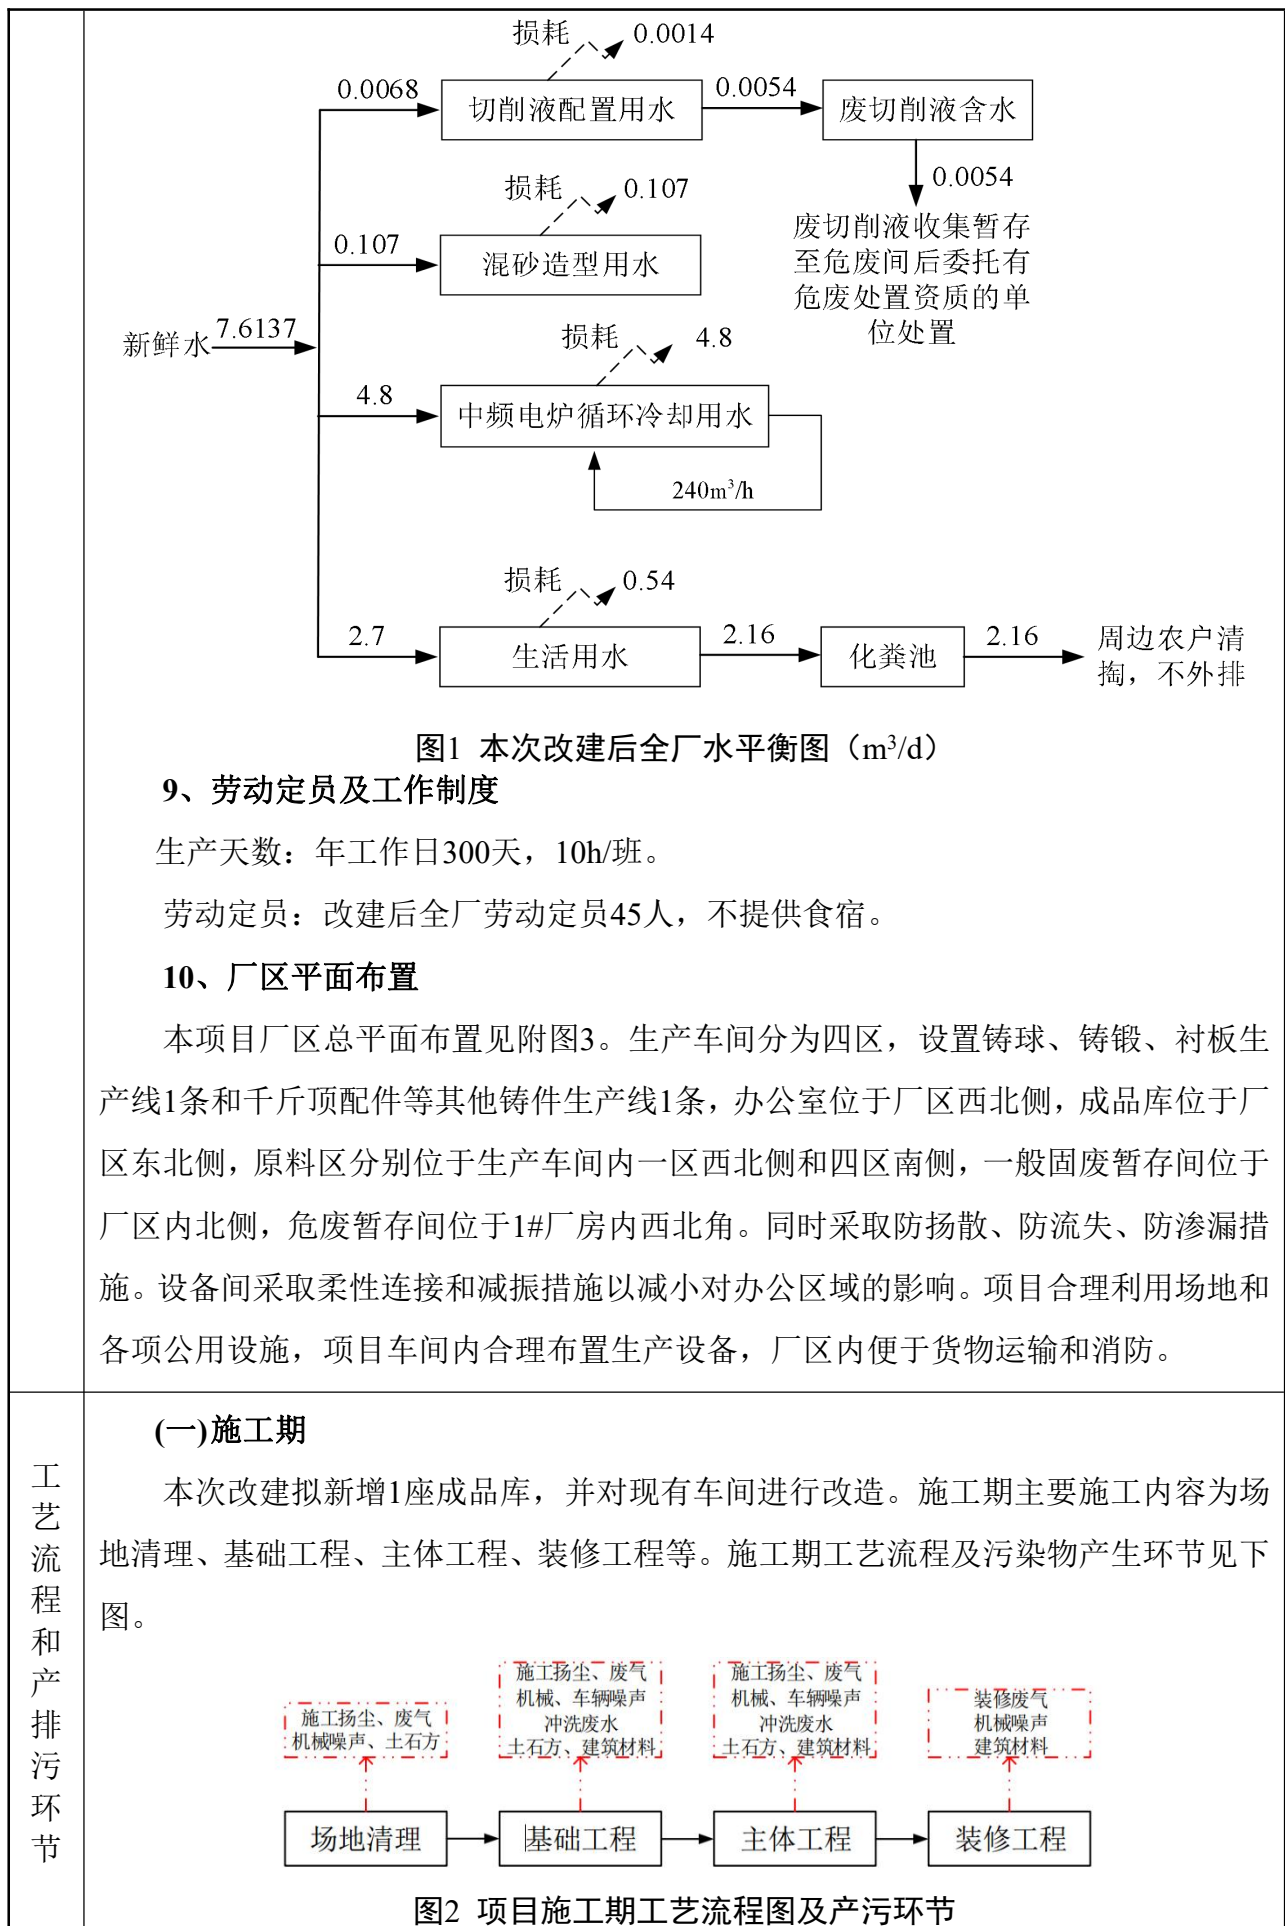 损耗 0.0014
0.0068 切削液配置用水 0.0054 废切削液含水
0.0054
废切削液收集暂存
至危废间后委托有
危废处置资质的单
位处置
损耗 0.107
0.107 混砂造型用水
新鲜水 7.6137
损耗 4.8
4.8 中频电炉循环冷却用水
240m³/h
损耗 0.54
2.7 生活用水 2.16 化粪池 2.16 周边农户清
掏，不外排
图1 本次改建后全厂水平衡图（m³/d）
9、劳动定员及工作制度
生产天数：年工作日300天，10h/班。
劳动定员：改建后全厂劳动定员45人，不提供食宿。
10、厂区平面布置
本项目厂区总平面布置见附图3。生产车间分为四区，设置铸球、铸锻、衬板生
产线1条和千斤顶配件等其他铸件生产线1条，办公室位于厂区西北侧，成品库位于厂
区东北侧，原料区分别位于生产车间内一区西北侧和四区南侧，一般固废暂存间位于
厂区内北侧，危废暂存间位于1#厂房内西北角。同时采取防扬散、防流失、防渗漏措
施。设备间采取柔性连接和减振措施以减小对办公区域的影响。项目合理利用场地和
各项公用设施，项目车间内合理布置生产设备，厂区内便于货物运输和消防。
工
艺
流
程
和
产
排
污
环
节
(一)施工期
本次改建拟新增1座成品库，并对现有车间进行改造。施工期主要施工内容为场
地清理、基础工程、主体工程、装修工程等。施工期工艺流程及污染物产生环节见下
图。
施工扬尘、废气
机械噪声、土石方
施工扬尘、废气
机械、车辆噪声
冲洗废水
土石方、建筑材料
施工扬尘、废气
机械、车辆噪声
冲洗废水
土石方、建筑材料
装修废气
机械噪声
建筑材料
场地清理 基础工程 主体工程 装修工程
图2 项目施工期工艺流程图及产污环节